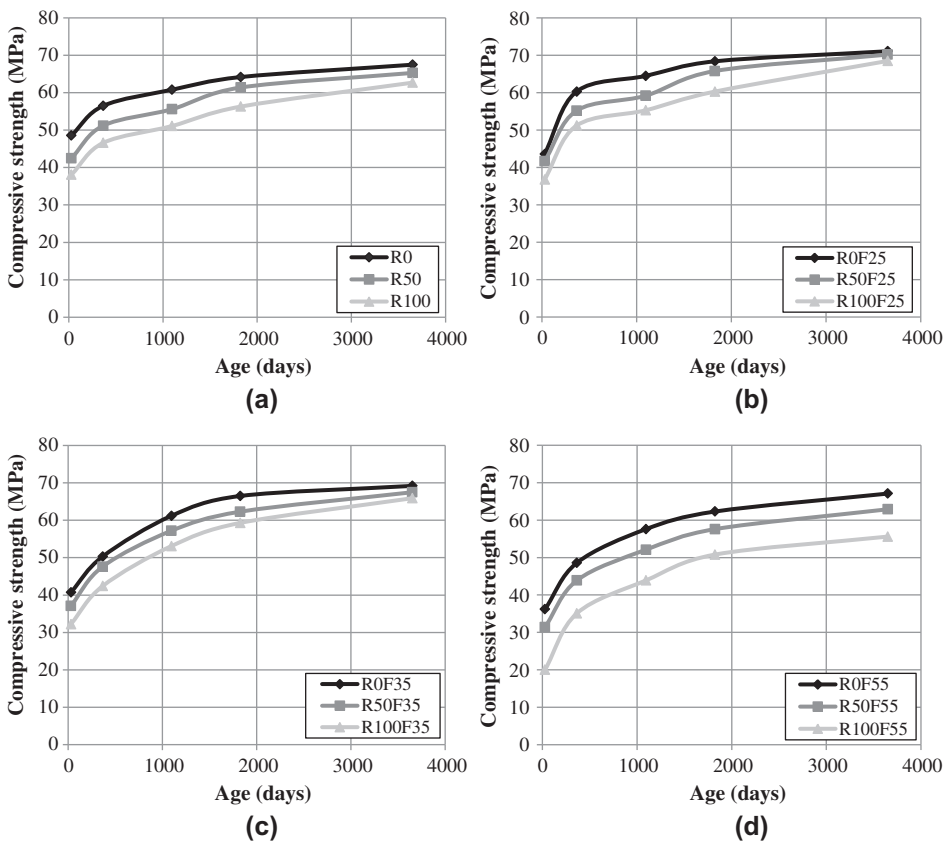 80
70
60
50
40
30
20
10
0
Compressive strength (MPa)
R0
R50
R100
0 1000 2000 3000 4000
Age (days)
(a)
80
70
60
50
40
30
20
10
0
Compressive strength (MPa)
R0F25
R50F25
R100F25
0 1000 2000 3000 4000
Age (days)
(b)
80
70
60
50
40
30
20
10
0
Compressive strength (MPa)
R0F35
R50F35
R100F35
0 1000 2000 3000 4000
Age (days)
(c)
80
70
60
50
40
30
20
10
0
Compressive strength (MPa)
R0F55
R50F55
R100F55
0 1000 2000 3000 4000
Age (days)
(d)